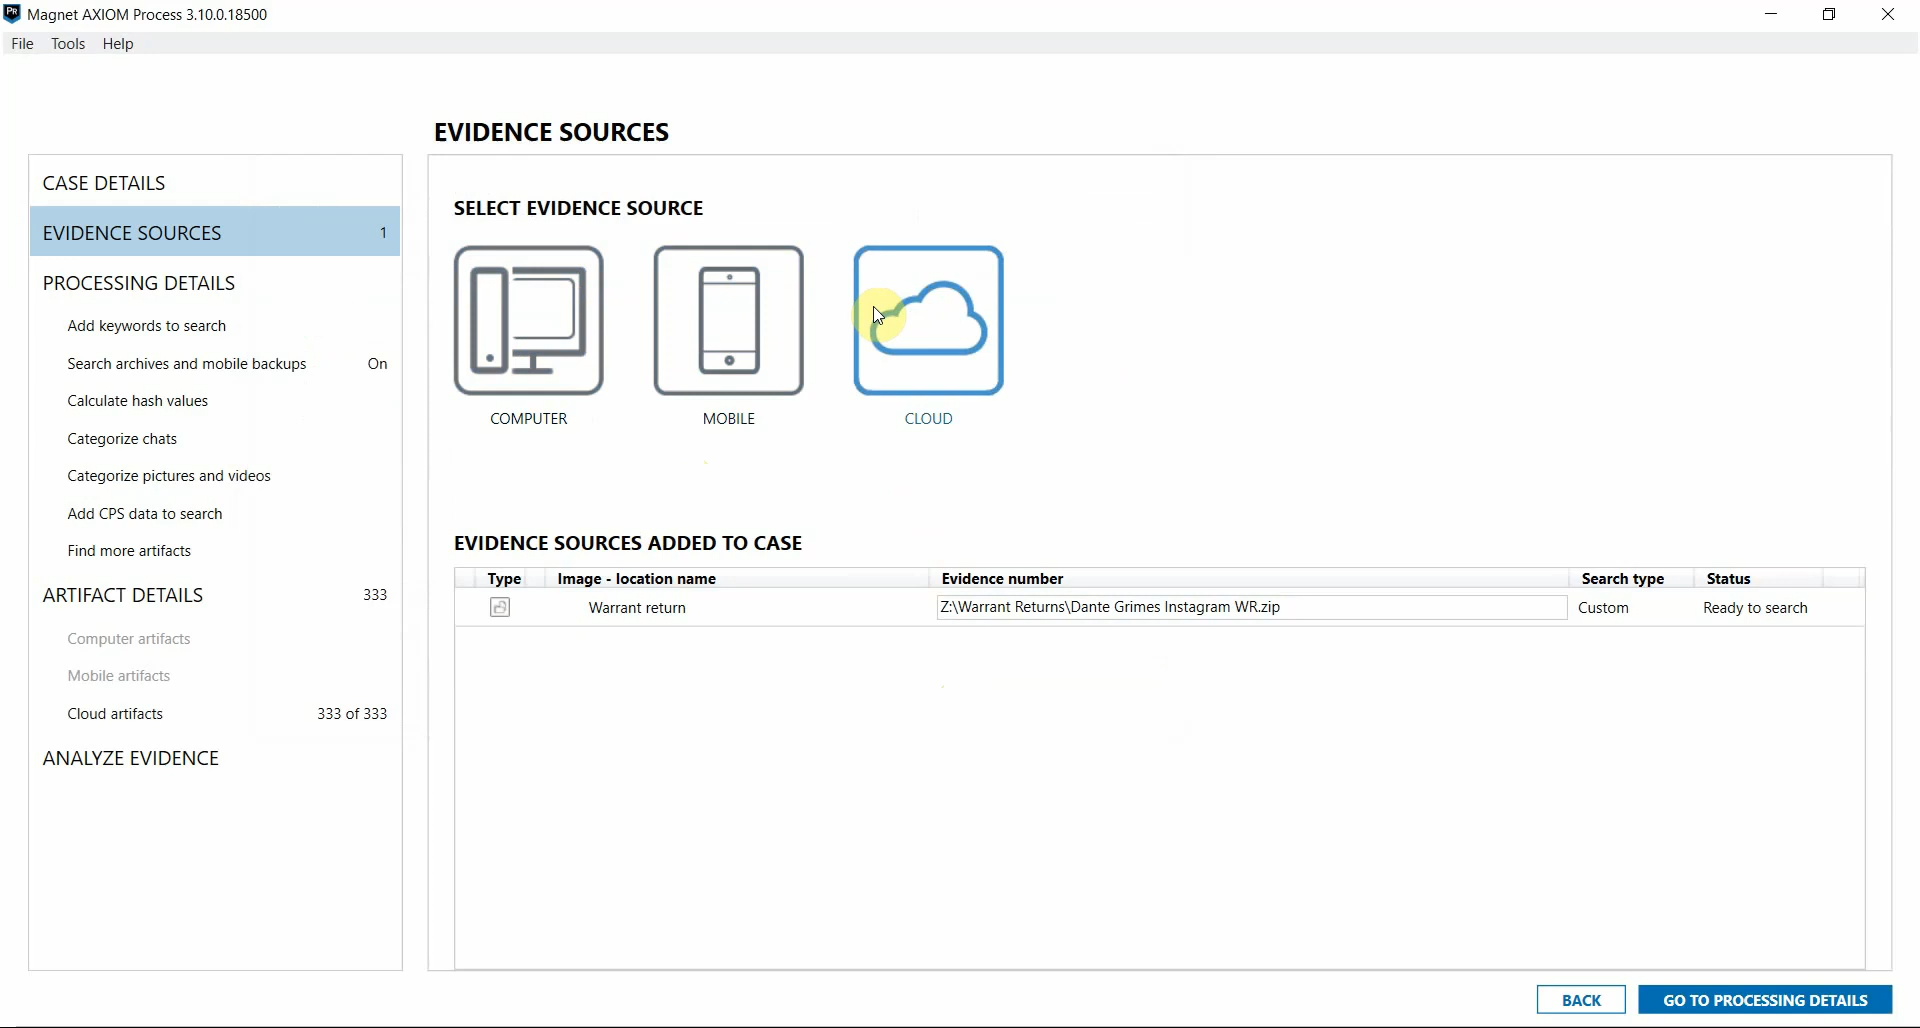 Magnet AXIOM Process 3.10.0.18500
File Tools Help
EVIDENCE SOURCES
CASE DETAILS
EVIDENCE SOURCES 1
PROCESSING DETAILS
Add keywords to search
Search archives and mobile backups On
Calculate hash values
Categorize chats
Categorize pictures and videos
Add CPS data to search
Find more artifacts
ARTIFACT DETAILS 333
Computer artifacts
Mobile artifacts
Cloud artifacts 333 of 333
ANALYZE EVIDENCE
SELECT EVIDENCE SOURCE
COMPUTER MOBILE CLOUD
EVIDENCE SOURCES ADDED TO CASE
Type Image - location name Evidence number Search type Status
Warrant return Z:\Warrant Returns\Dante Grimes Instagram WR.zip Custom Ready to search
BACK GO TO PROCESSING DETAILS